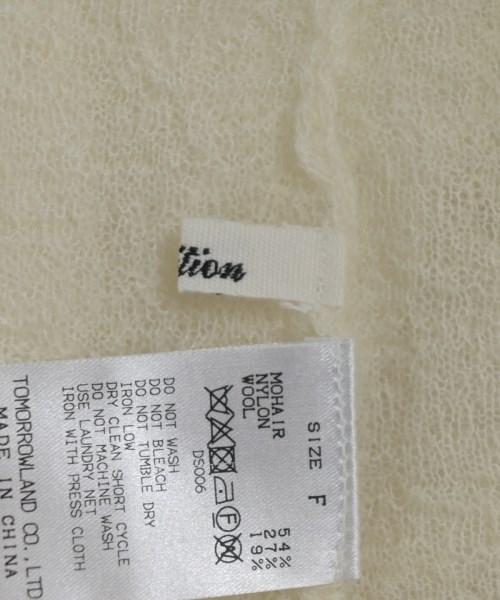 ition
SIZE F
MOHAIR 54%
NYLON 27%
WOOL 19%
DS006
DO NOT WASH
DO NOT BLEACH
DO NOT TUMBLE DRY
IRON LOW
DRY CLEAN SHORT CYCLE
DO NOT MACHINE WASH
USE LAUNDRY NET
IRON WITH PRESS CLOTH
TOMORROWLAND CO.,LTD
MADE IN CHINA